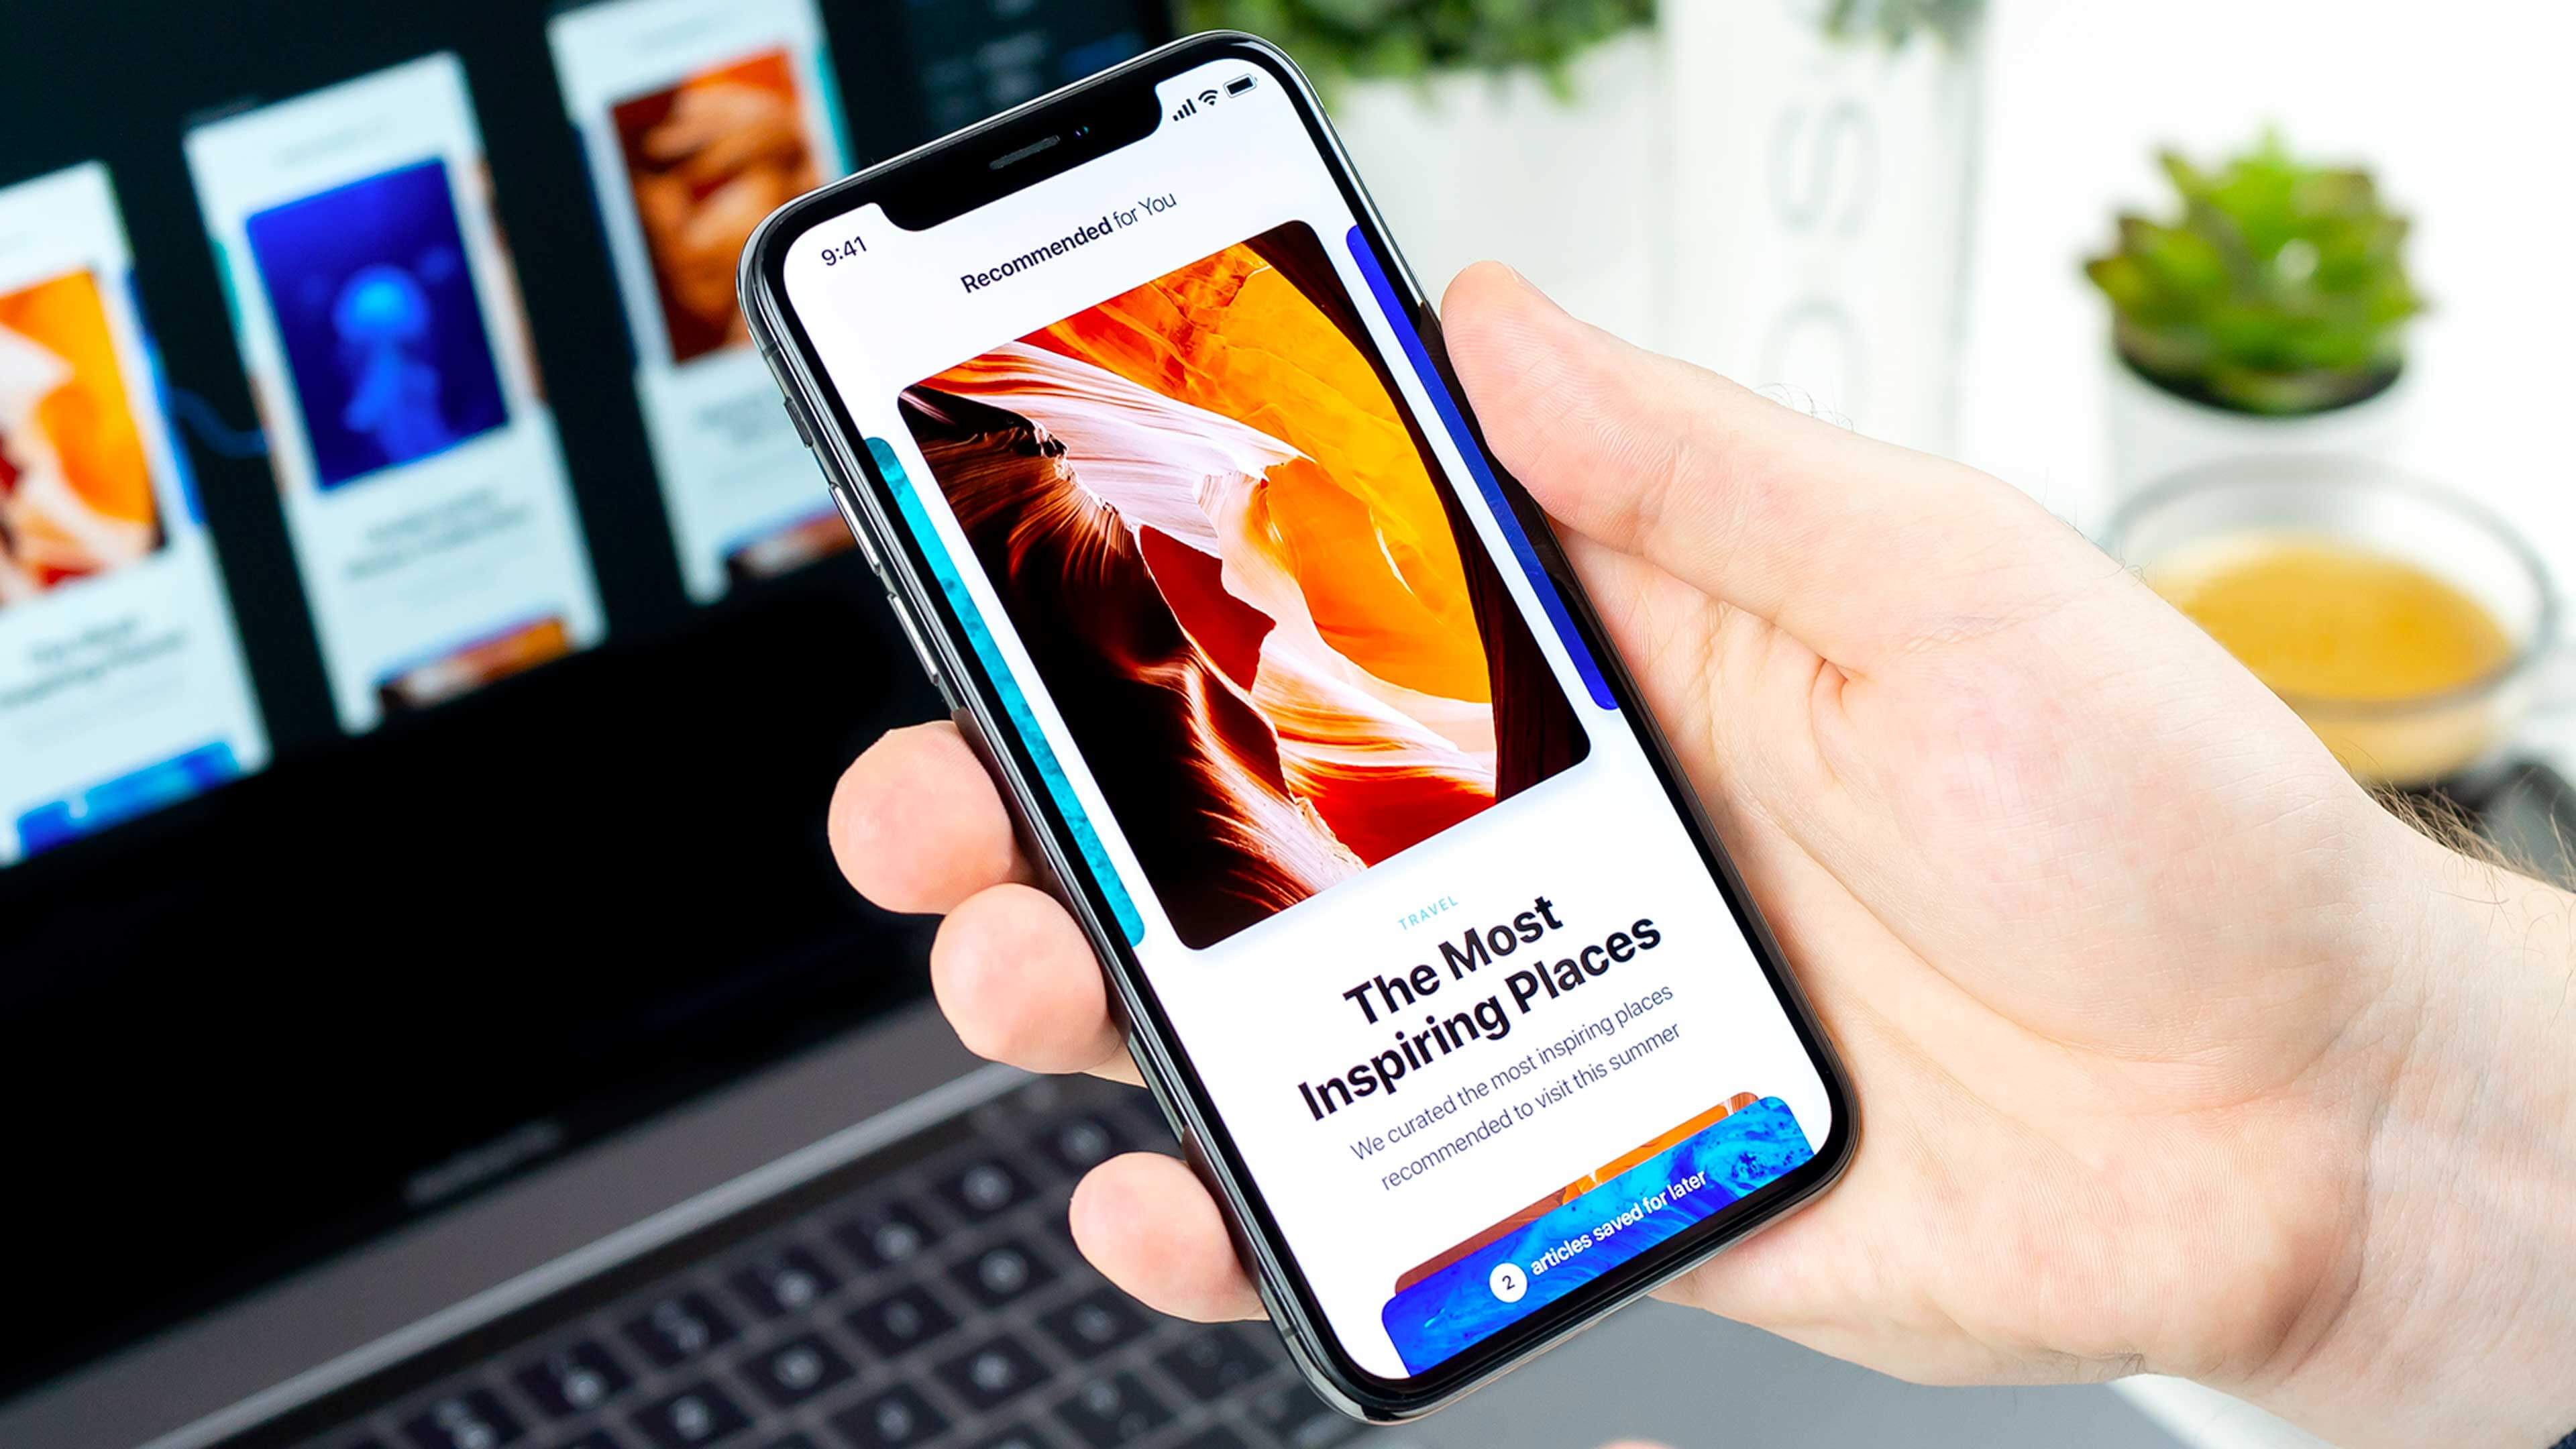 9:41
Recommended for You
TRAVEL
The Most
Inspiring Places
We curated the most inspiring places
recommended to visit this summer
2 articles saved for later